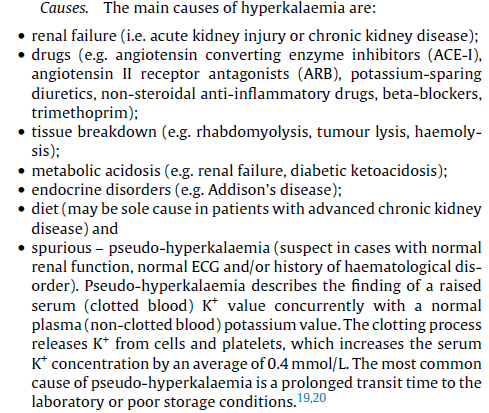 Causes. The main causes of hyperkalaemia are:
• renal failure (i.e. acute kidney injury or chronic kidney disease);
• drugs (e.g. angiotensin converting enzyme inhibitors (ACE-I),
angiotensin II receptor antagonists (ARB), potassium-sparing
diuretics, non-steroidal anti-inflammatory drugs, beta-blockers,
trimethoprim);
• tissue breakdown (e.g. rhabdomyolysis, tumour lysis, haemoly-
sis);
• metabolic acidosis (e.g. renal failure, diabetic ketoacidosis);
• endocrine disorders (e.g. Addison's disease);
• diet (may be sole cause in patients with advanced chronic kidney
disease) and
• spurious – pseudo-hyperkalaemia (suspect in cases with normal
renal function, normal ECG and/or history of haematological dis-
order). Pseudo-hyperkalaemia describes the finding of a raised
serum (clotted blood) K⁺ value concurrently with a normal
plasma (non-clotted blood) potassium value. The clotting process
releases K⁺ from cells and platelets, which increases the serum
K⁺ concentration by an average of 0.4 mmol/L. The most common
cause of pseudo-hyperkalaemia is a prolonged transit time to the
laboratory or poor storage conditions.¹⁹,²⁰